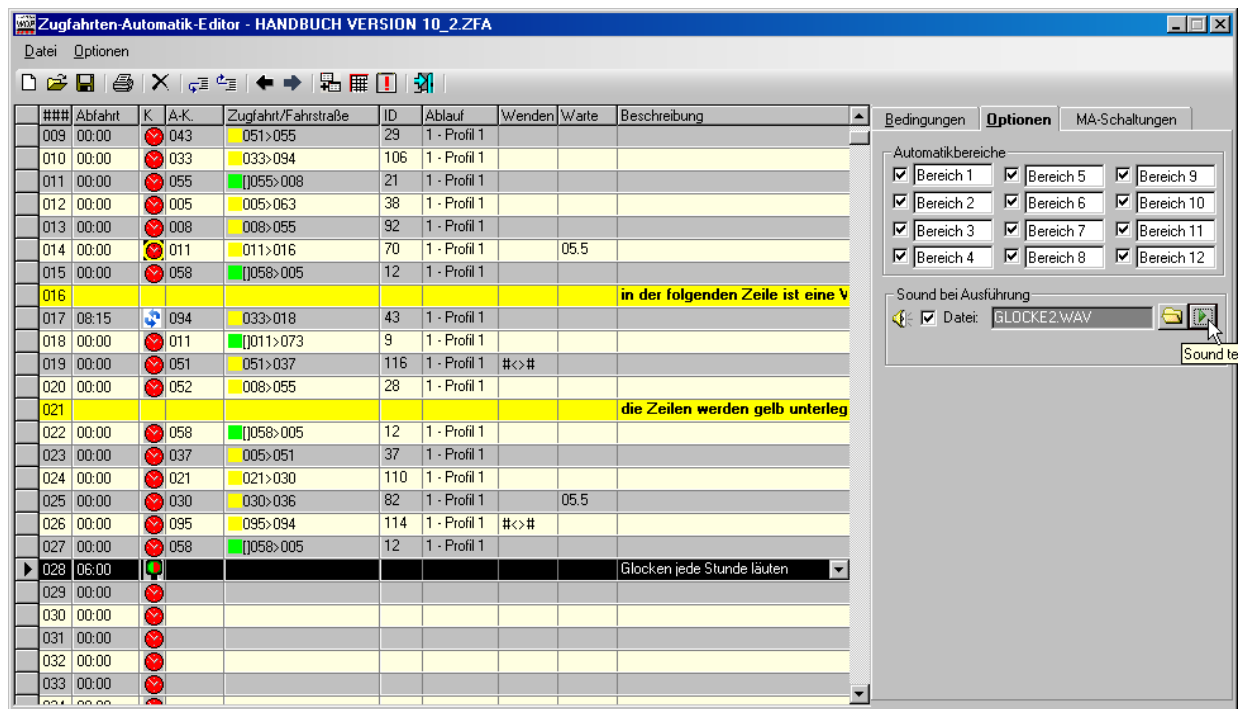 Zugfahrten-Automatik-Editor - HANDBUCH VERSION 10_2.ZFA
Datei Optionen
### Abfahrt K A-K. Zugfahrt/Fahrstraße ID Ablauf Wenden Warte Beschreibung
009 00:00 043 051>055 29 1 - Profil 1
010 00:00 033 033>094 106 1 - Profil 1
011 00:00 055 []055>008 21 1 - Profil 1
012 00:00 005 005>063 38 1 - Profil 1
013 00:00 008 008>055 92 1 - Profil 1
014 00:00 011 011>016 70 1 - Profil 1 05.5
015 00:00 058 []058>005 12 1 - Profil 1
016 in der folgenden Zeile ist eine V
017 08:15 094 033>018 43 1 - Profil 1
018 00:00 011 []011>073 9 1 - Profil 1
019 00:00 051 051>037 116 1 - Profil 1 #<>#
020 00:00 052 008>055 28 1 - Profil 1
021 die Zeilen werden gelb unterleg
022 00:00 058 []058>005 12 1 - Profil 1
023 00:00 037 005>051 37 1 - Profil 1
024 00:00 021 021>030 110 1 - Profil 1
025 00:00 030 030>036 82 1 - Profil 1 05.5
026 00:00 095 095>094 114 1 - Profil 1 #<>#
027 00:00 058 []058>005 12 1 - Profil 1
028 06:00 Glocken jede Stunde läuten
029 00:00
030 00:00
031 00:00
032 00:00
033 00:00
Bedingungen Optionen MA-Schaltungen
Automatikbereiche
Bereich 1 Bereich 5 Bereich 9
Bereich 2 Bereich 6 Bereich 10
Bereich 3 Bereich 7 Bereich 11
Bereich 4 Bereich 8 Bereich 12
Sound bei Ausführung
Datei: GLOCKE2.WAV
Sound te